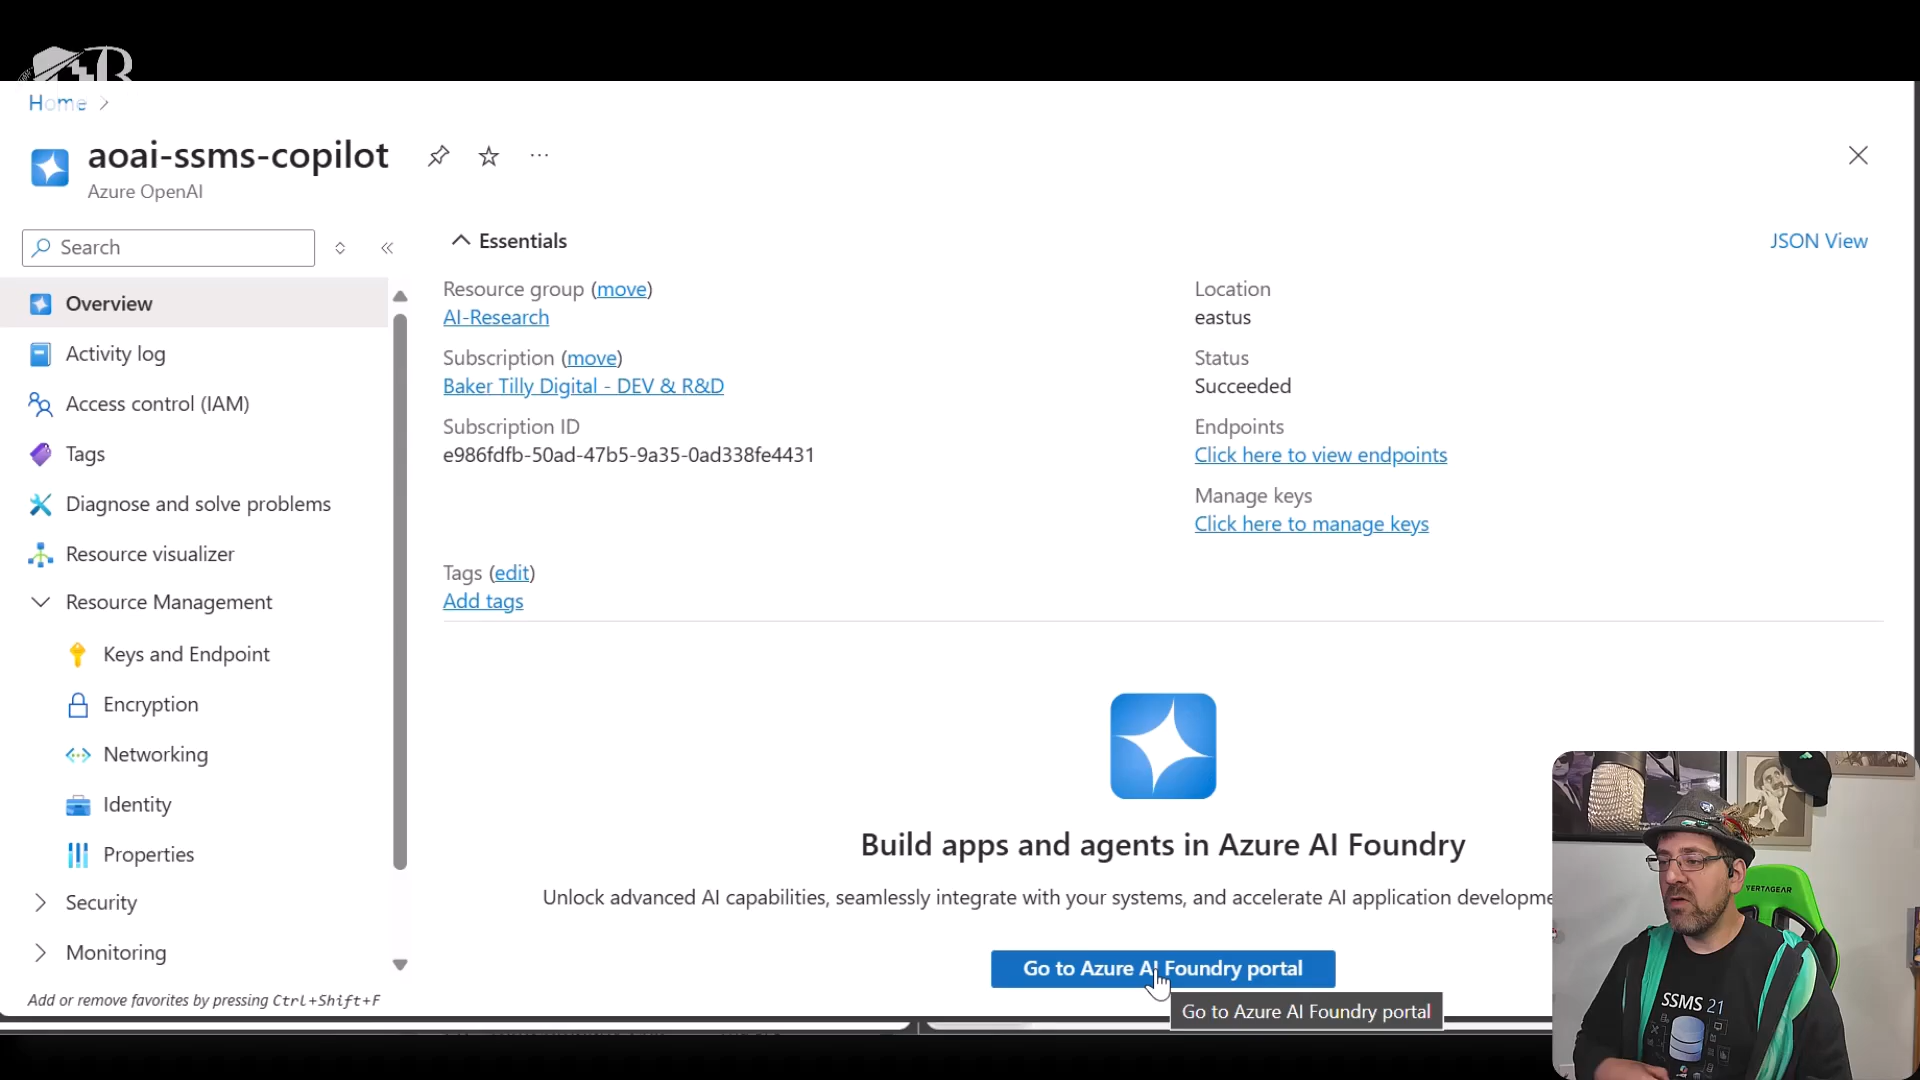 Home
aoai-ssms-copilot
Azure OpenAI
Search
Overview
Activity log
Access control (IAM)
Tags
Diagnose and solve problems
Resource visualizer
Resource Management
Keys and Endpoint
Encryption
Networking
Identity
Properties
Security
Monitoring
Add or remove favorites by pressing Ctrl+Shift+F
Essentials
JSON View
Resource group (move)
AI-Research
Subscription (move)
Baker Tilly Digital - DEV & R&D
Subscription ID
e986fdfb-50ad-47b5-9a35-0ad338fe4431
Location
eastus
Status
Succeeded
Endpoints
Click here to view endpoints
Manage keys
Click here to manage keys
Tags (edit)
Add tags
Build apps and agents in Azure AI Foundry
Unlock advanced AI capabilities, seamlessly integrate with your systems, and accelerate AI application developme
Go to Azure AI Foundry portal
Go to Azure AI Foundry portal
VERTAGEAR
SSMS 21